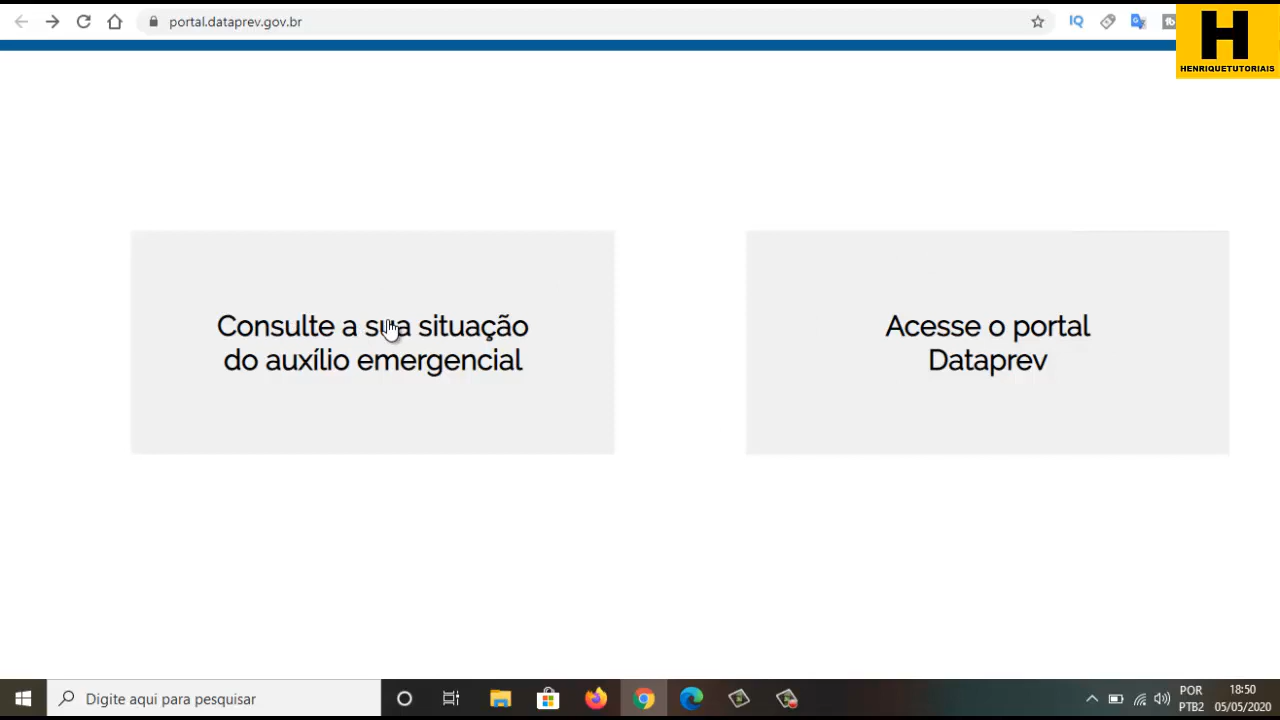 portal.dataprev.gov.br
IQ
H
HENRIQUETUTORIAIS
Consulte a sua situação
do auxílio emergencial
Acesse o portal
Dataprev
Digite aqui para pesquisar
POR
PTB2
18:50
05/05/2020